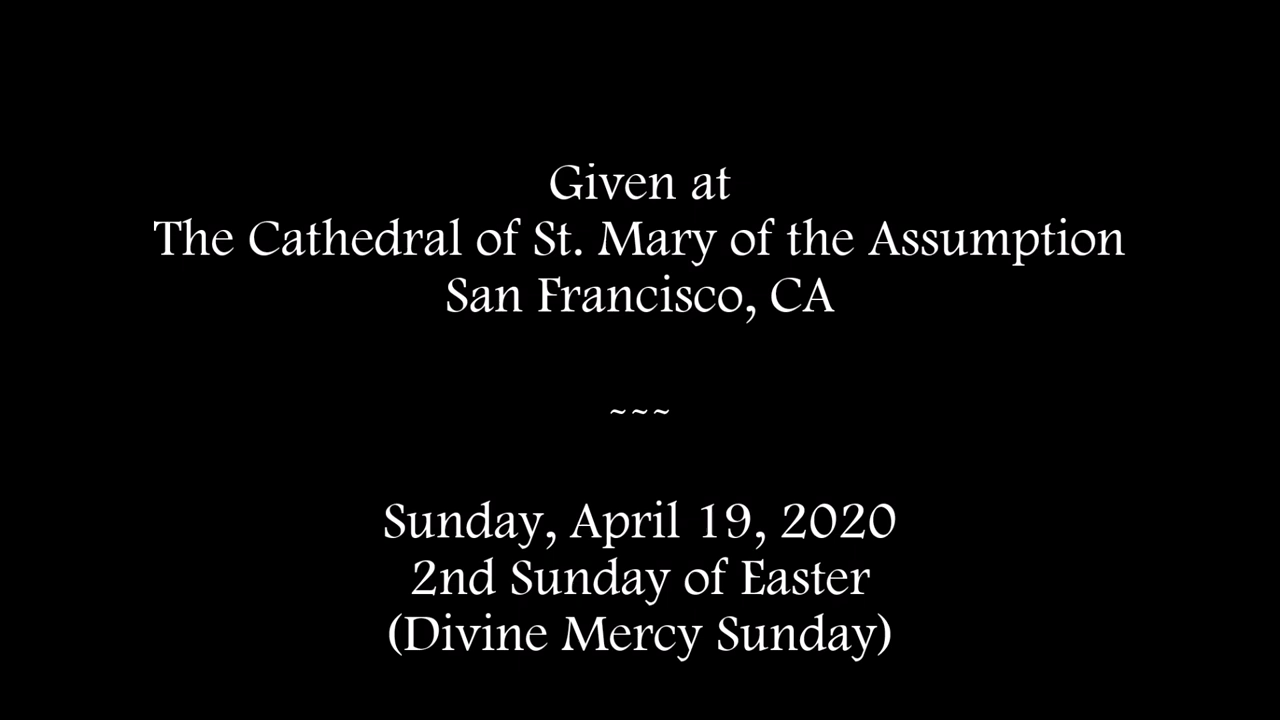 Given at
The Cathedral of St. Mary of the Assumption
San Francisco, CA
~~~
Sunday, April 19, 2020
2nd Sunday of Easter
(Divine Mercy Sunday)